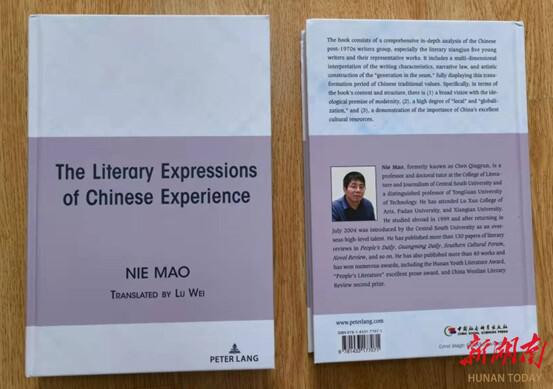 The Literary Expressions
of Chinese Experience
NIE MAO
TRANSLATED BY LU WEI
PETER LANG
The book consists of a comprehensive in-depth analysis of the Chinese
post-1970s writers group, especially the literary xiangjun five young
writers and their representative works. It includes a multi-dimensional
interpretation of the writing characteristics, narrative law, and artistic
construction of the "generation in the seam," fully displaying this trans-
formation period of Chinese traditional values. Specifically, in terms of
the book's content and structure, there is (1) a broad vision with the ide-
ological premise of modernity, (2), a high degree of "local" and "globali-
zation," and (3), a demonstration of the importance of China's excellent
cultural resources.
Nie Mao, formerly known as Chen Qingyun, is a
professor and doctoral tutor at the College of Litera-
ture and Journalism of Central South University and
a distinguished professor of
University
of Technology. He has attended Lu Xun College of
Arts, Fudan University, and Xiangtan University.
He studied abroad in 1999 and after returning in
July 2004 was introduced by the Central South University as an over-
seas high-level talent. He has published more than 130 papers of literary
reviews in People's Daily, Guangming Daily, Southern Cultural Forum,
Novel Review, and so on. He has also published more than 40 works and
has won numerous awards, including the Hunan Youth Literature Award,
"People's Literature" excellent prose award, and China Wenlian Literary
Review second prize.
www.peterlang.com
中国社会科学出版社
新湖南
HUNAN TODAY